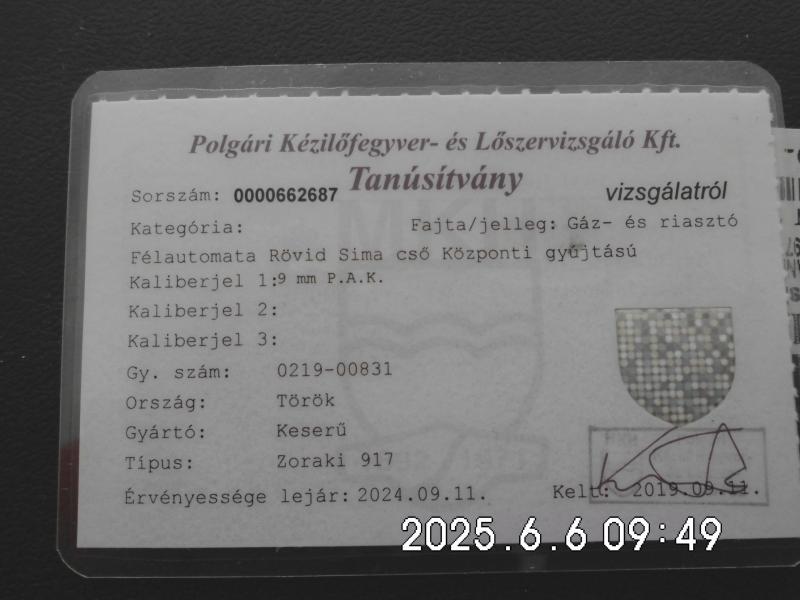 Polgári Kézilőfegyver- és Lőszervizsgáló Kft.
Tanúsítvány
Sorszám: 0000662687 vizsgálatról
Kategória: Fajta/jelleg: Gáz- és riasztó
Félautomata Rövid Sima cső Központi gyújtású
Kaliberjel 1:9 mm P.A.K.
Kaliberjel 2:
Kaliberjel 3:
Gy. szám: 0219-00831
Ország: Török
Gyártó: Keserű
Típus: Zoraki 917
Érvényessége lejár: 2024.09.11. Kelt: 2019.09.11.
2025.6.6 09:49